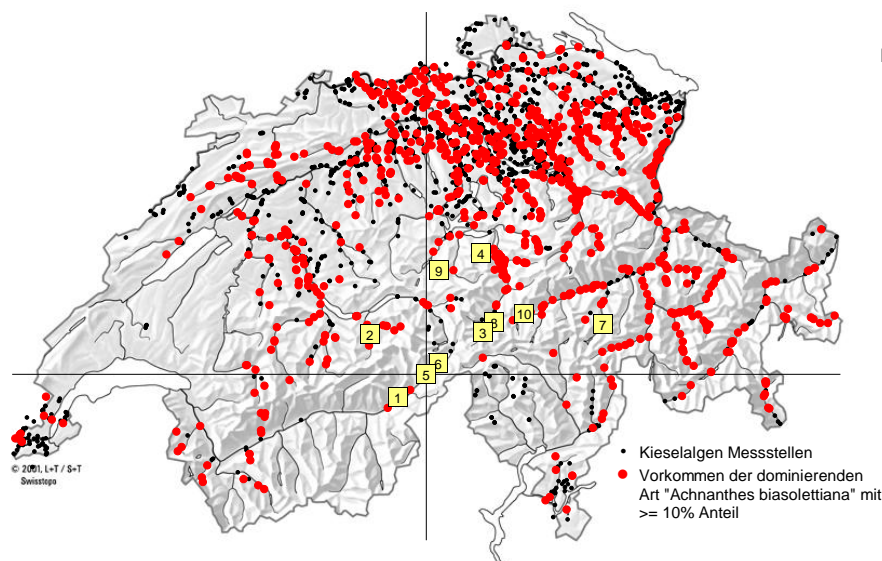 4
9
10
8
3
7
2
6
5
1
Kieselalgen Messstellen
© 2001, L+T / S+T
Swisstopo
Vorkommen der dominierenden
Art "Achnanthes biasolettiana" mit
>= 10% Anteil